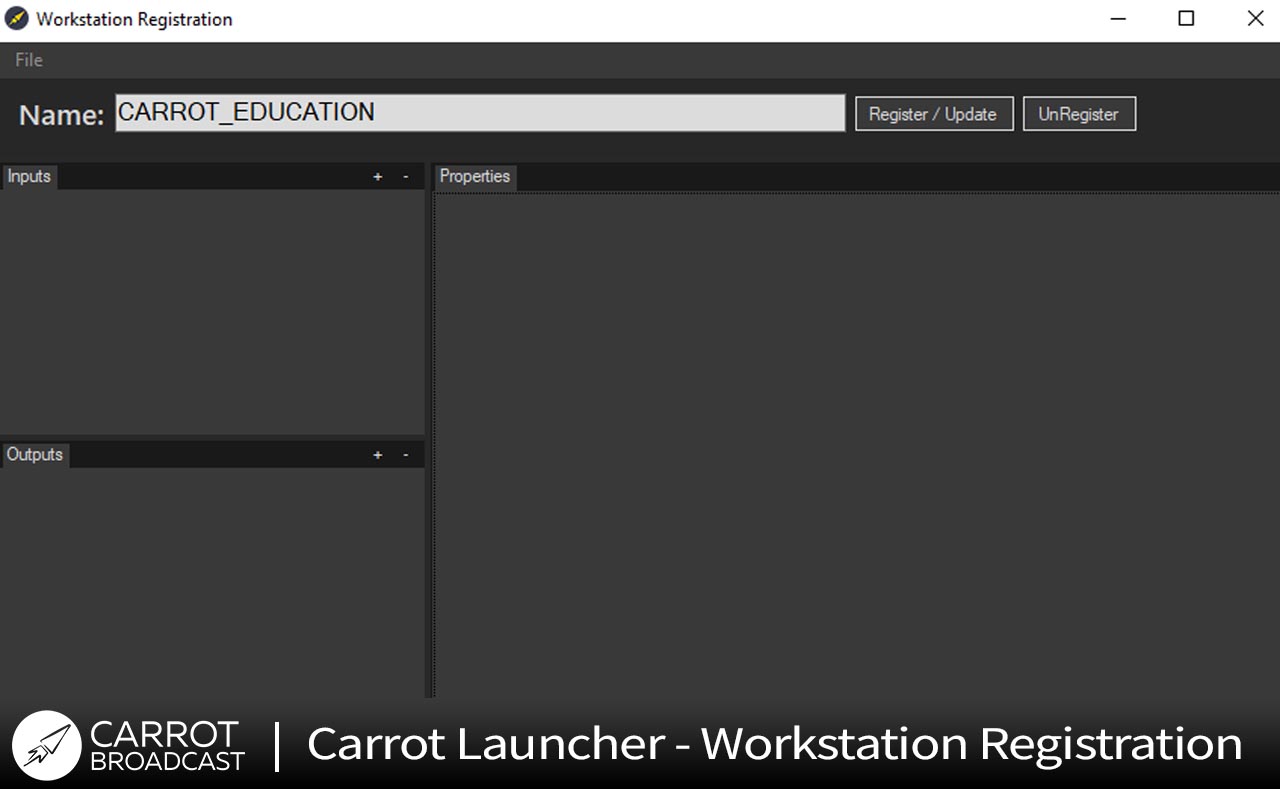 Workstation Registration
File
Name: CARROT_EDUCATION Register / Update UnRegister
Inputs + -
Properties
Outputs + -
CARROT
BROADCAST
Carrot Launcher - Workstation Registration